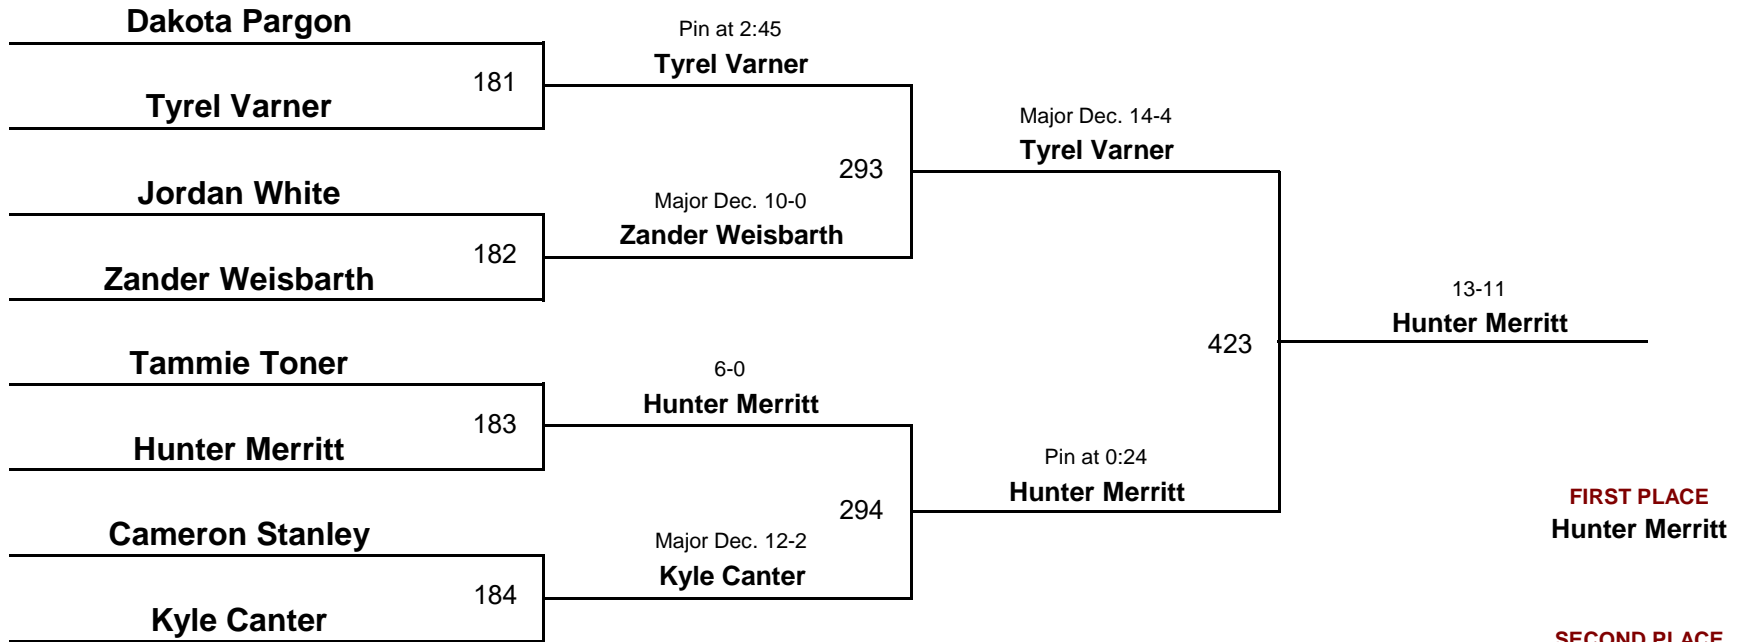 Dakota Pargon
Pin at 2:45
Tyrel Varner
181
Tyrel Varner
Major Dec. 14-4
Tyrel Varner
293
Jordan White
Major Dec. 10-0
Zander Weisbarth
182
Zander Weisbarth
13-11
Hunter Merritt
423
Tammie Toner
6-0
Hunter Merritt
183
Hunter Merritt
Pin at 0:24
Hunter Merritt
294
FIRST PLACE
Hunter Merritt
Cameron Stanley
Major Dec. 12-2
Kyle Canter
184
Kyle Canter
SECOND PLACE